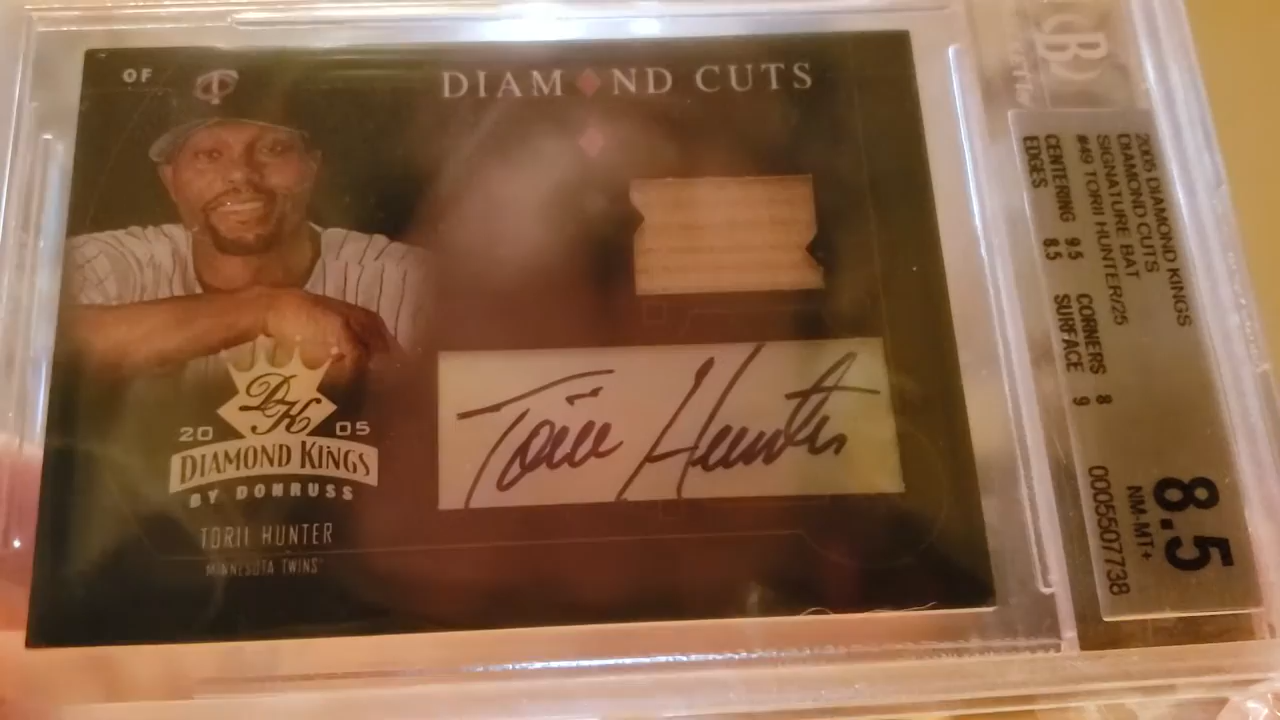 OF
TC
DIAMOND CUTS
Torii Hunter
DK
20 05
DIAMOND KINGS
BY DONRUSS
TORII HUNTER
MINNESOTA TWINS
2005 DIAMOND KINGS
DIAMOND CUTS
SIGNATURE BAT
#49 TORII HUNTER/25
CENTERING 9.5 CORNERS 8
EDGES 8.5 SURFACE 9
8.5
NM-MT+
0005507738